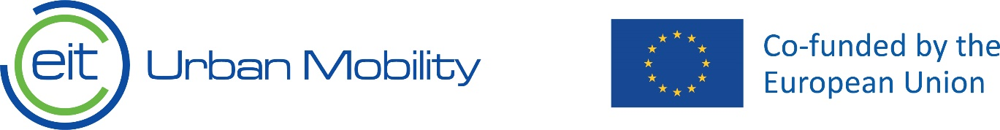 eit Urban Mobility
Co-funded by the
European Union